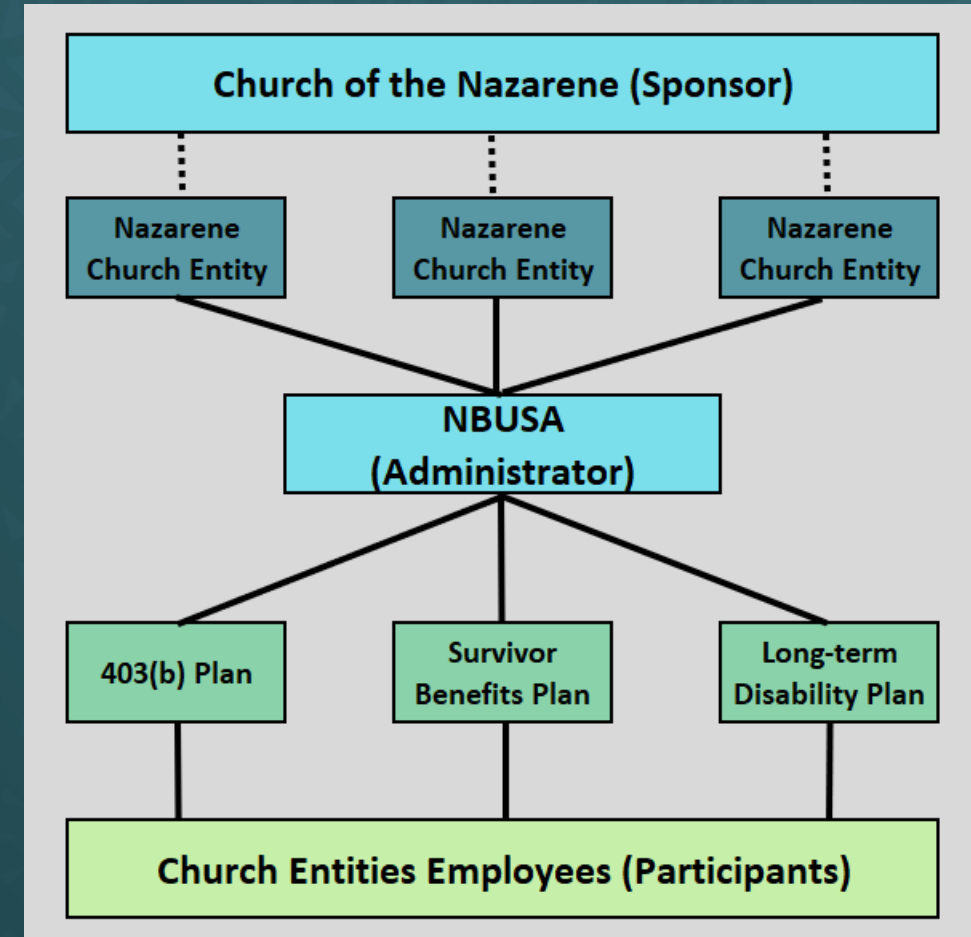 Church of the Nazarene (Sponsor)
Nazarene
Church Entity
Nazarene
Church Entity
Nazarene
Church Entity
NBUSA
(Administrator)
403(b) Plan
Survivor
Benefits Plan
Long-term
Disability Plan
Church Entities Employees (Participants)